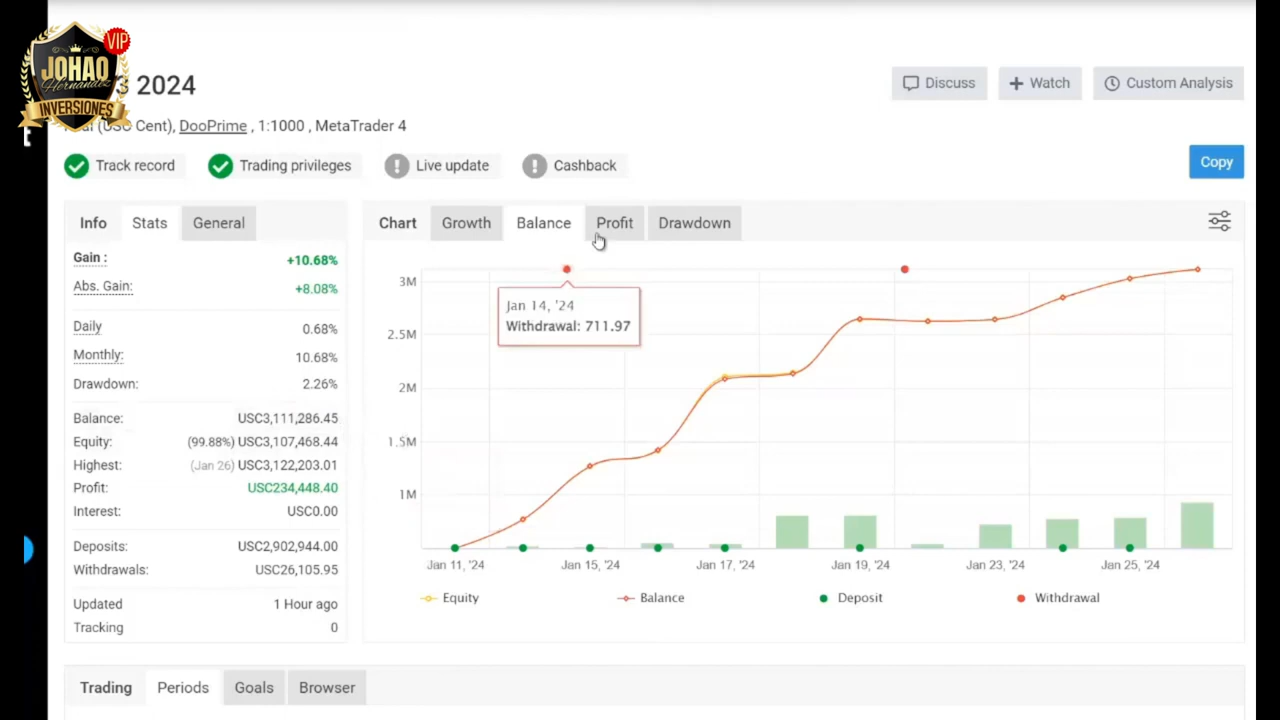 VIP
JOHAO
Hernandez
INVERSIONES
3 2024
Discuss
Watch
Custom Analysis
(USC Cent), DooPrime , 1:1000 , MetaTrader 4
Track record
Trading privileges
Live update
Cashback
Copy
Info Stats General
Gain : +10.68%
Abs. Gain: +8.08%
Daily 0.68%
Monthly: 10.68%
Drawdown: 2.26%
Balance: USC3,111,286.45
Equity: (99.88%) USC3,107,468.44
Highest: (Jan 26) USC3,122,203.01
Profit: USC234,448.40
Interest: USC0.00
Deposits: USC2,902,944.00
Withdrawals: USC26,105.95
Updated 1 Hour ago
Tracking 0
Chart Growth Balance Profit Drawdown
3M
2.5M
2M
1.5M
1M
Jan 14, '24
Withdrawal: 711.97
Jan 11, '24 Jan 15, '24 Jan 17, '24 Jan 19, '24 Jan 23, '24 Jan 25, '24
Equity Balance Deposit Withdrawal
Trading Periods Goals Browser